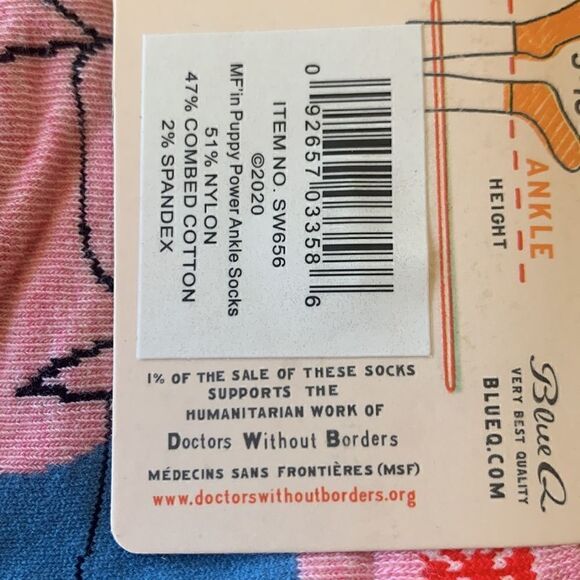 0 92657 03358 6
ITEM NO. SW656
©2020
MF'in Puppy Power Ankle Socks
51% NYLON
47% COMBED COTTON
2% SPANDEX
ANKLE
HEIGHT
Blue Q
VERY BEST QUALITY
BLUEQ.COM
1% OF THE SALE OF THESE SOCKS
SUPPORTS THE
HUMANITARIAN WORK OF
Doctors Without Borders
MÉDECINS SANS FRONTIÈRES (MSF)
www.doctorswithoutborders.org